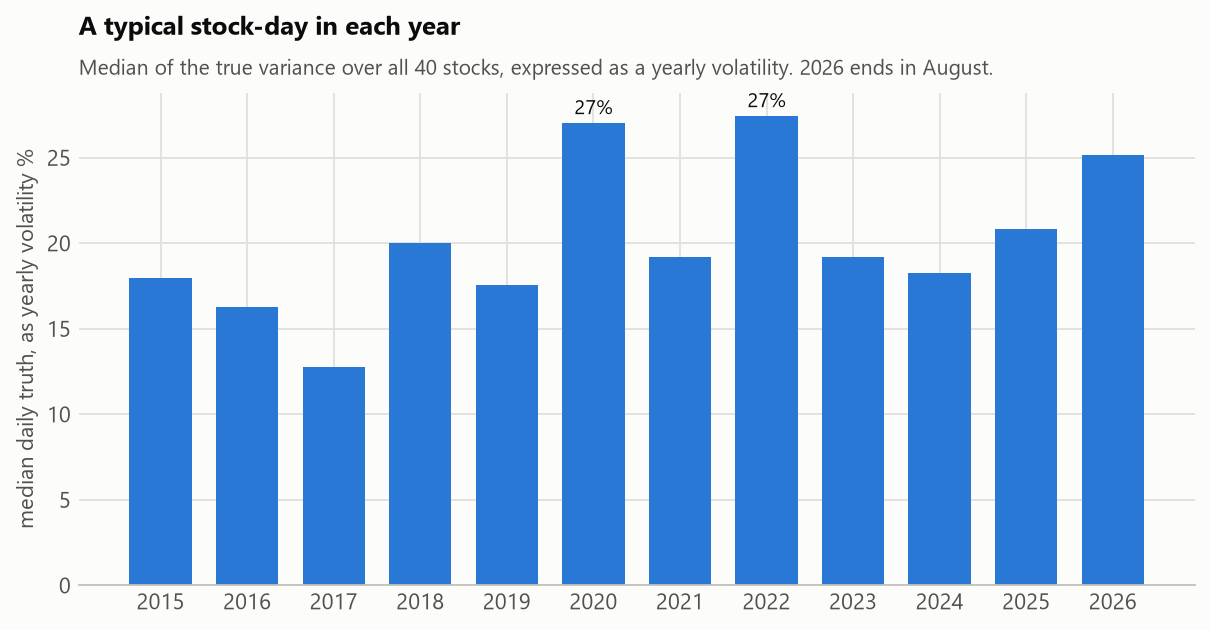 A typical stock-day in each year
Median of the true variance over all 40 stocks, expressed as a yearly volatility. 2026 ends in August.
median daily truth, as yearly volatility %
25
20
15
10
5
0
27%
27%
2015 2016 2017 2018 2019 2020 2021 2022 2023 2024 2025 2026